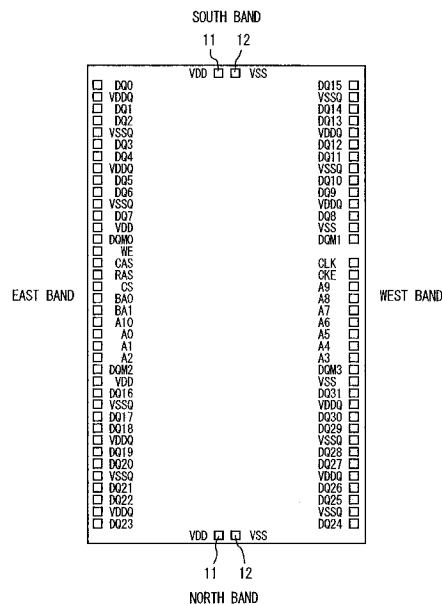 SOUTH BAND
11 12
VDD VSS
DQ0 DQ15
VDDQ VSSQ
DQ1 DQ14
DQ2 DQ13
VSSQ VDDQ
DQ3 DQ12
DQ4 DQ11
VDDQ VSSQ
DQ5 DQ10
DQ6 DQ9
VSSQ VDDQ
DQ7 DQ8
VDD VSS
DQM0 DQM1
WE
CAS CLK
RAS CKE
CS A9
EAST BAND BA0 A8 WEST BAND
BA1 A7
A10 A6
A0 A5
A1 A4
A2 A3
DQM2 DQM3
VDD VSS
DQ16 DQ31
VSSQ VDDQ
DQ17 DQ30
DQ18 DQ29
VDDQ VSSQ
DQ19 DQ28
DQ20 DQ27
VSSQ VDDQ
DQ21 DQ26
DQ22 DQ25
VDDQ VSSQ
DQ23 DQ24
VDD VSS
11 12
NORTH BAND